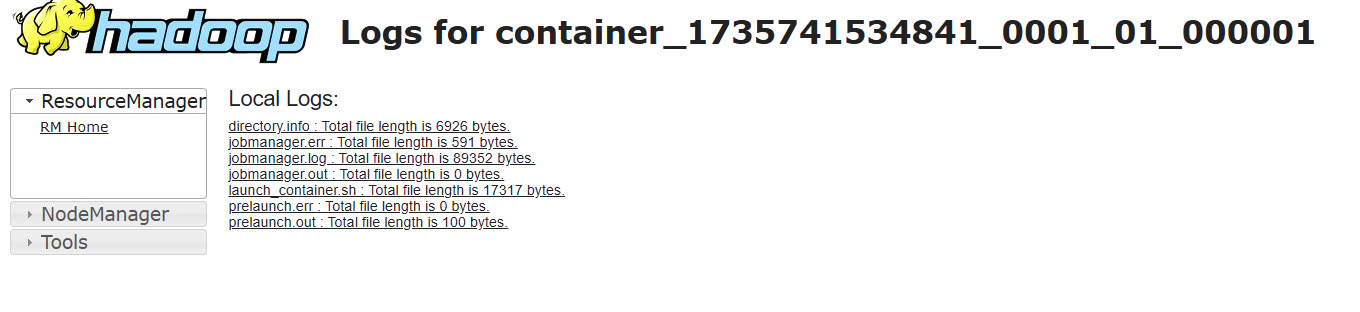 hadoop
Logs for container_1735741534841_0001_01_000001
ResourceManager
RM Home
NodeManager
Tools
Local Logs:
directory.info : Total file length is 6926 bytes.
jobmanager.err : Total file length is 591 bytes.
jobmanager.log : Total file length is 89352 bytes.
jobmanager.out : Total file length is 0 bytes.
launch_container.sh : Total file length is 17317 bytes.
prelaunch.err : Total file length is 0 bytes.
prelaunch.out : Total file length is 100 bytes.